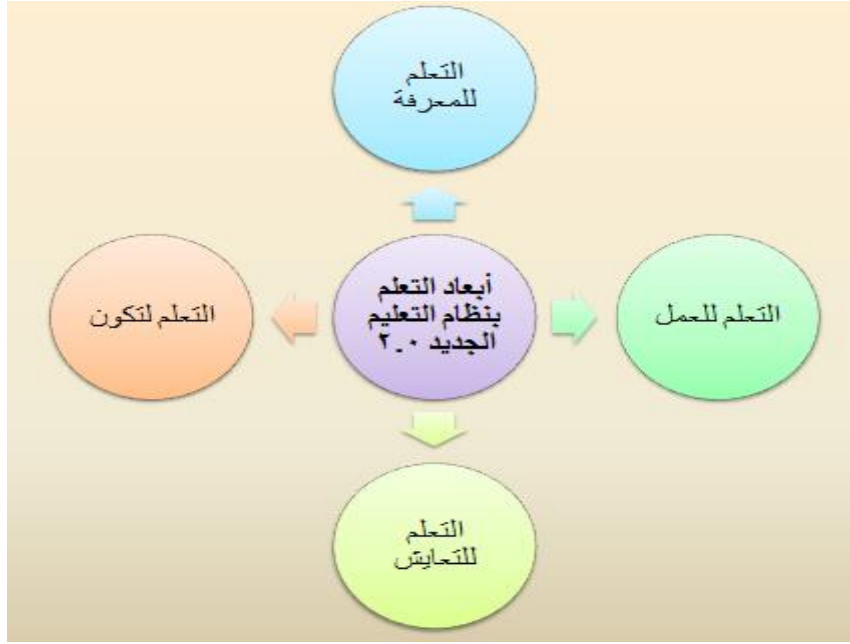 التعلم
للمعرفة
أبعاد التعلم
بنظام التعليم
الجديد ٢.٠
التعلم للعمل
التعلم لتكون
التعلم
للتعايش